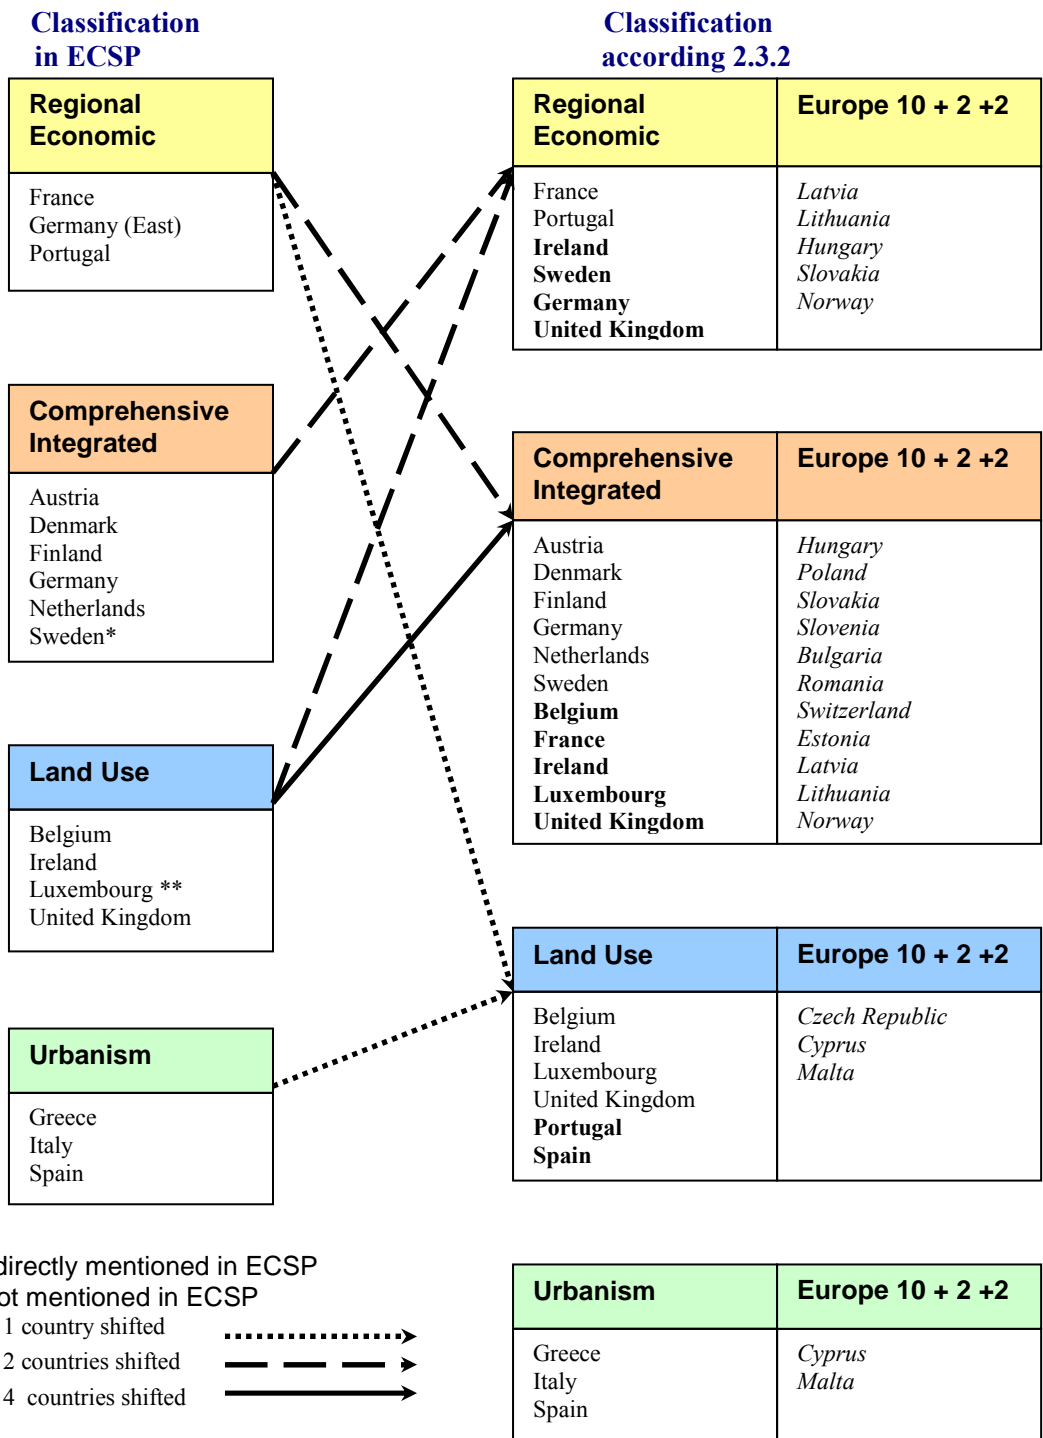 Classification
in ECSP
Regional
Economic
France
Germany (East)
Portugal
Comprehensive
Integrated
Austria
Denmark
Finland
Germany
Netherlands
Sweden*
Land Use
Belgium
Ireland
Luxembourg **
United Kingdom
Urbanism
Greece
Italy
Spain
Classification
according 2.3.2
Regional
Economic
Europe 10 + 2 +2
France
Portugal
Ireland
Sweden
Germany
United Kingdom
Latvia
Lithuania
Hungary
Slovakia
Norway
Comprehensive
Integrated
Europe 10 + 2 +2
Austria
Denmark
Finland
Germany
Netherlands
Sweden
Belgium
France
Ireland
Luxembourg
United Kingdom
Hungary
Poland
Slovakia
Slovenia
Bulgaria
Romania
Switzerland
Estonia
Latvia
Lithuania
Norway
Land Use
Europe 10 + 2 +2
Belgium
Ireland
Luxembourg
United Kingdom
Portugal
Spain
Czech Republic
Cyprus
Malta
Urbanism
Europe 10 + 2 +2
Greece
Italy
Spain
Cyprus
Malta
directly mentioned in ECSP
ot mentioned in ECSP
1 country shifted
2 countries shifted
4 countries shifted